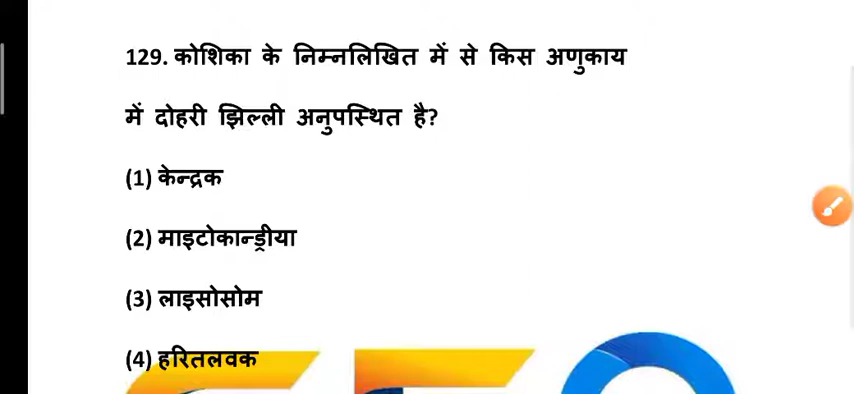 129. कोशिका के निम्नलिखित में से किस अणुकाय
में दोहरी झिल्ली अनुपस्थित है?
(1) केन्द्रक
(2) माइटोकान्ड्रीया
(3) लाइसोसोम
(4) हरितलवक